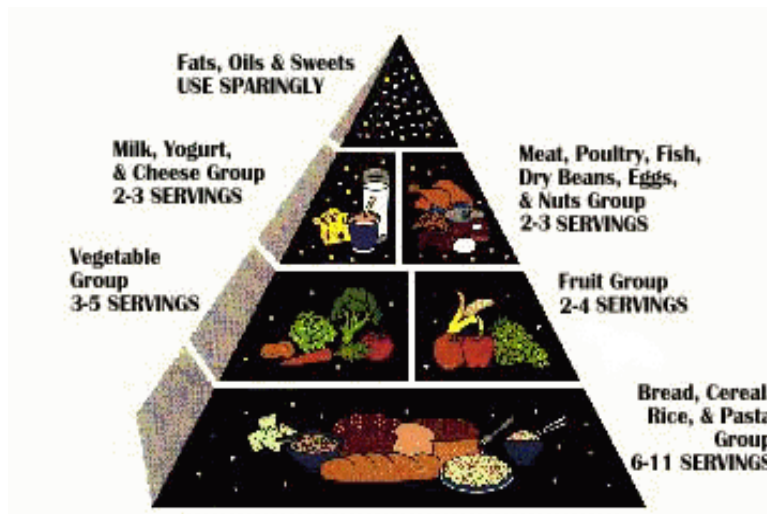 Fats, Oils & Sweets
USE SPARINGLY
Milk, Yogurt,
& Cheese Group
2-3 SERVINGS
Meat, Poultry, Fish,
Dry Beans, Eggs,
& Nuts Group
2-3 SERVINGS
Vegetable
Group
3-5 SERVINGS
Fruit Group
2-4 SERVINGS
Bread, Cereal
Rice, & Pasta
Group
6-11 SERVINGS